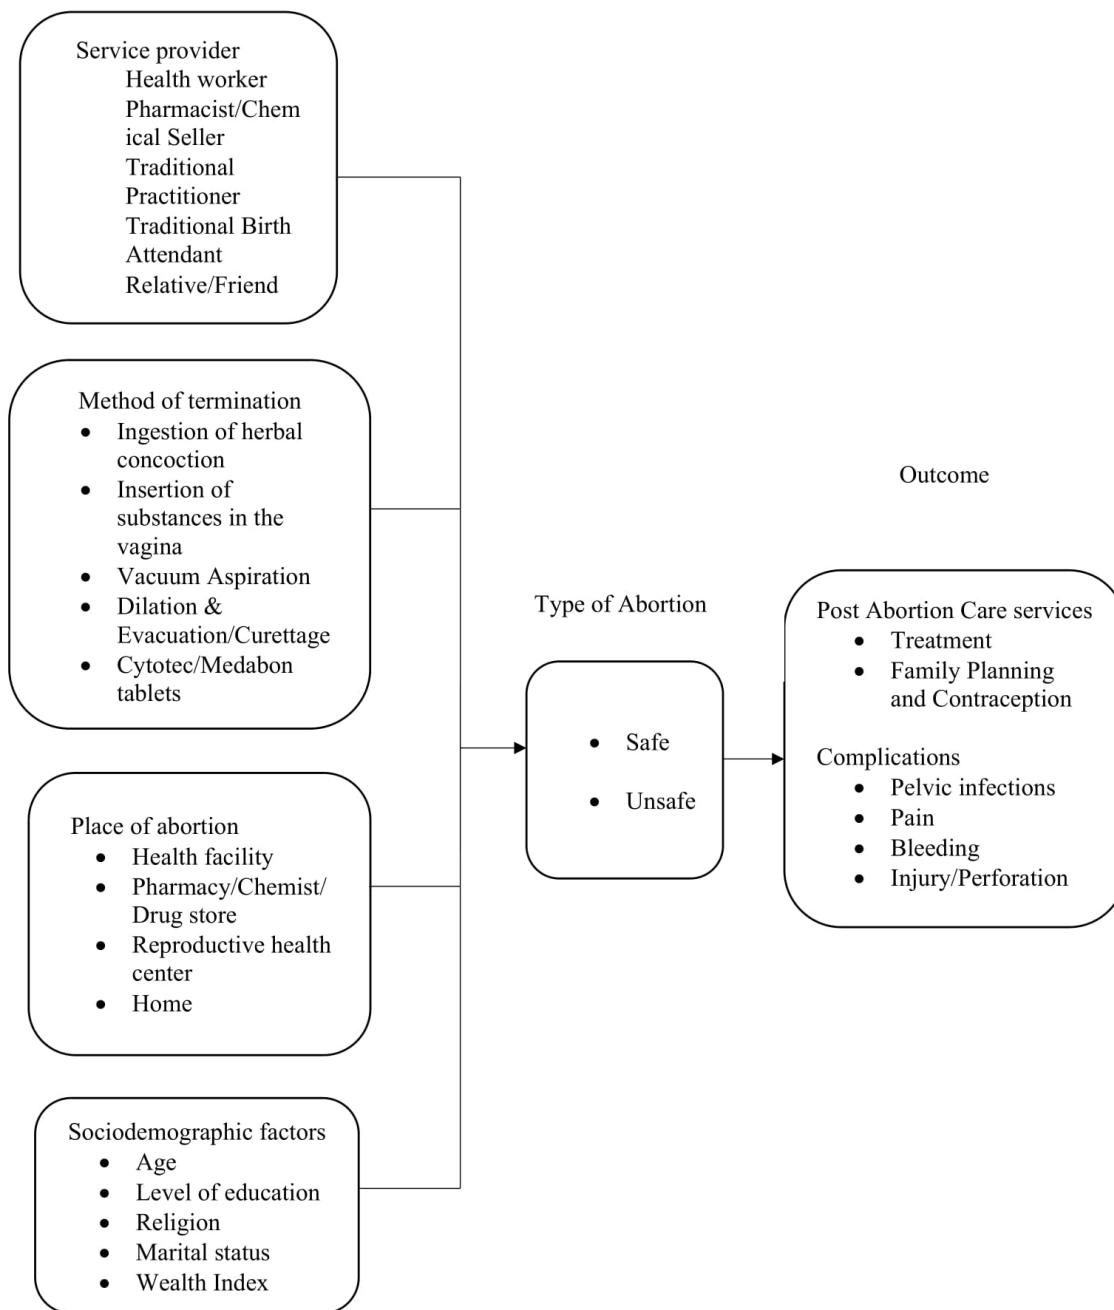 Service provider
Health worker
Pharmacist/Chem
ical Seller
Traditional
Practitioner
Traditional Birth
Attendant
Relative/Friend
Method of termination
• Ingestion of herbal
concoction
• Insertion of
substances in the
vagina
• Vacuum Aspiration
• Dilation &
Evacuation/Curettage
• Cytotec/Medabon
tablets
Place of abortion
• Health facility
• Pharmacy/Chemist/
Drug store
• Reproductive health
center
• Home
Sociodemographic factors
• Age
• Level of education
• Religion
• Marital status
• Wealth Index
Type of Abortion
• Safe
• Unsafe
Outcome
Post Abortion Care services
• Treatment
• Family Planning
and Contraception
Complications
• Pelvic infections
• Pain
• Bleeding
• Injury/Perforation